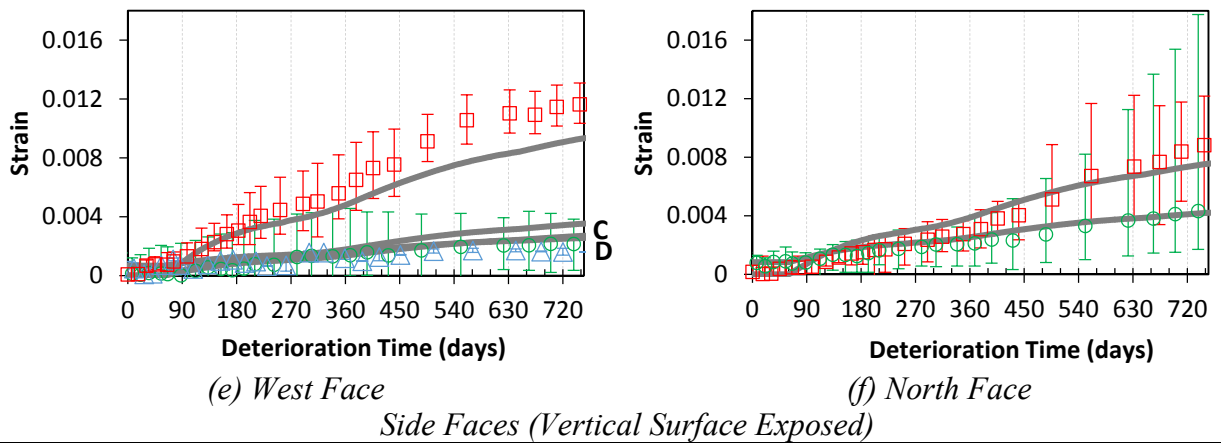 0.016
0.012
0.008
0.004
0
Strain
C
D
0 90 180 270 360 450 540 630 720
Deterioration Time (days)
(e) West Face
0.016
0.012
0.008
0.004
0
Strain
0 90 180 270 360 450 540 630 720
Deterioration Time (days)
(f) North Face
Side Faces (Vertical Surface Exposed)